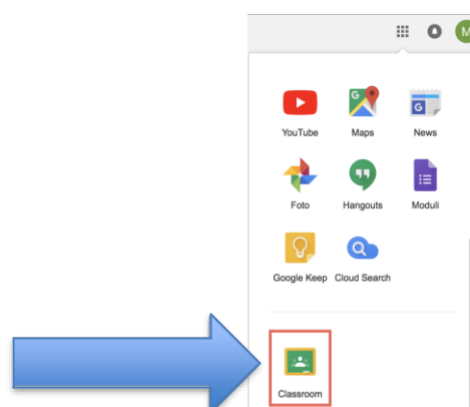 M
YouTube Maps News
Foto Hangouts Moduli
Google Keep Cloud Search
Classroom